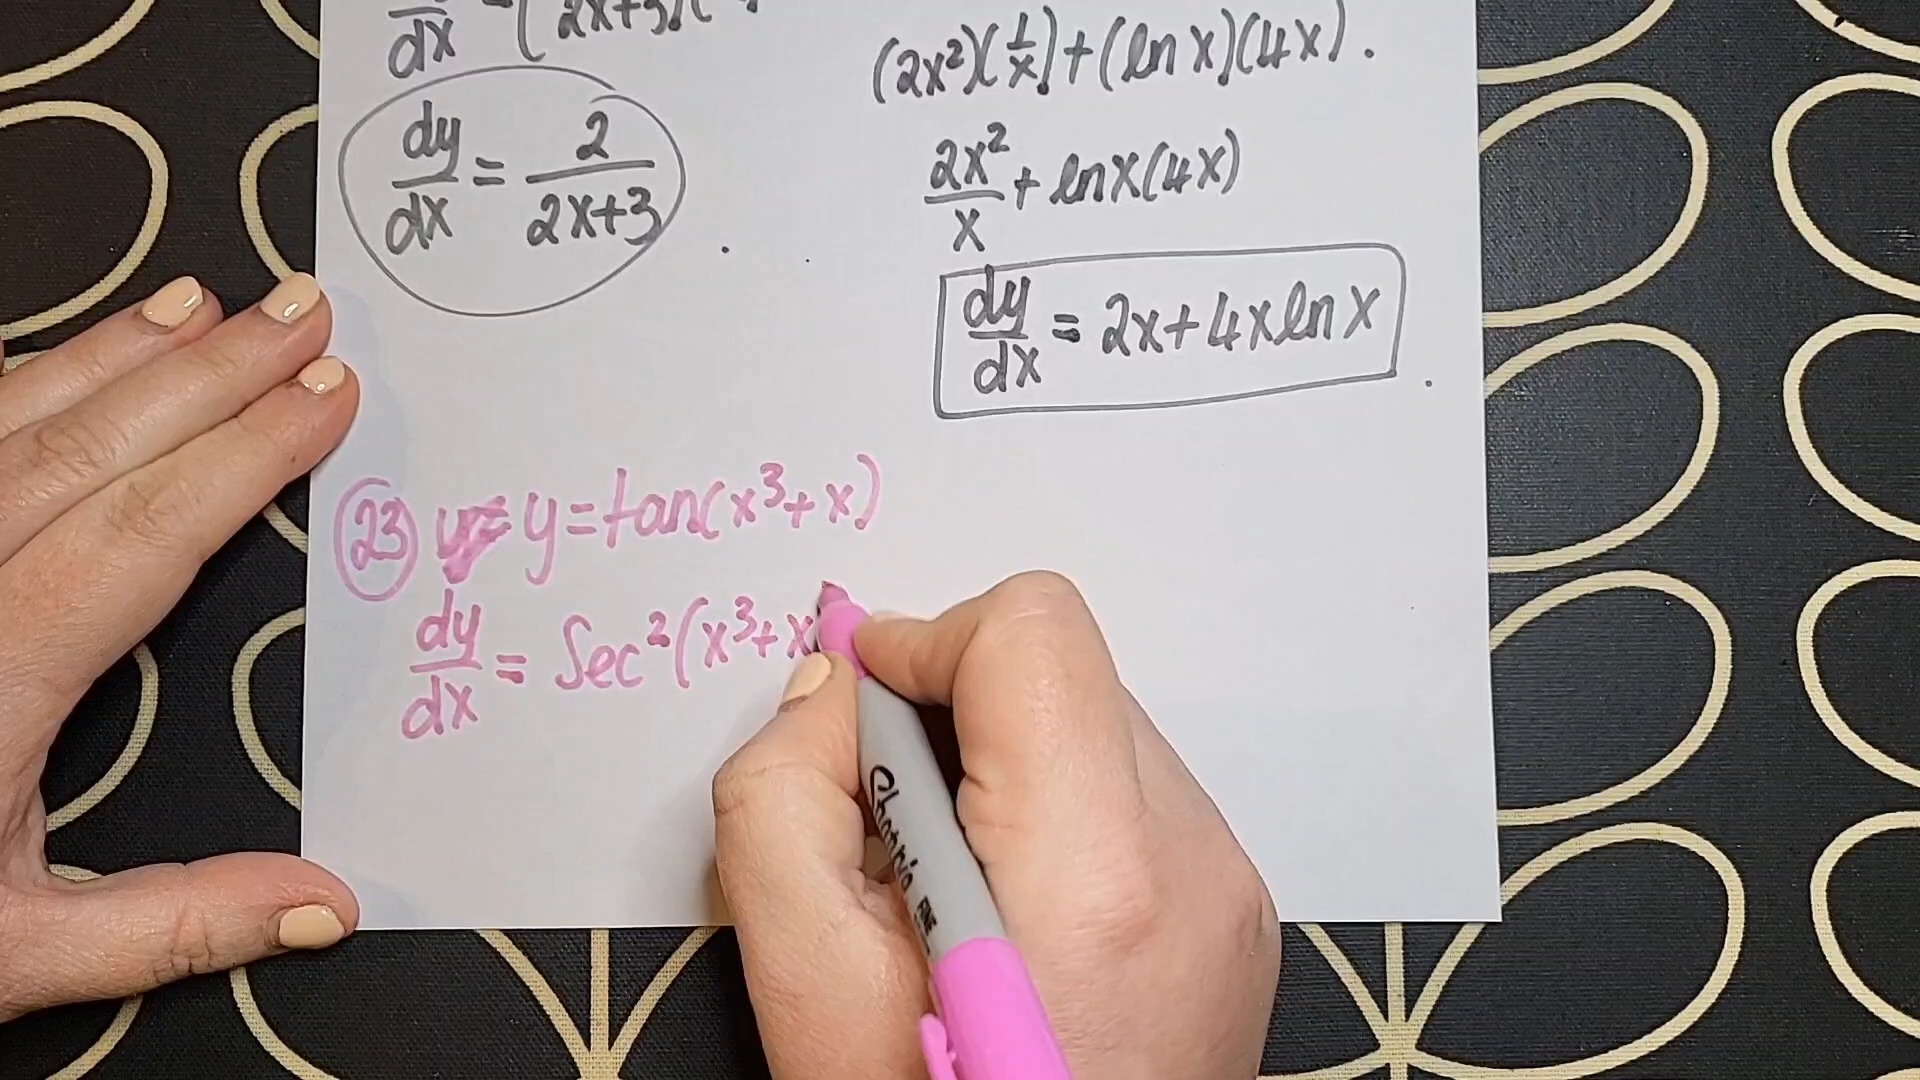 dy/dx = 2/(2x+3)
(2x²)(1/x)+(ln x)(4x).
2x²/x + ln x(4x)
dy/dx = 2x+4x ln x
23 y=tan(x³+x)
dy/dx = Sec²(x³+x
Sharpie FINE